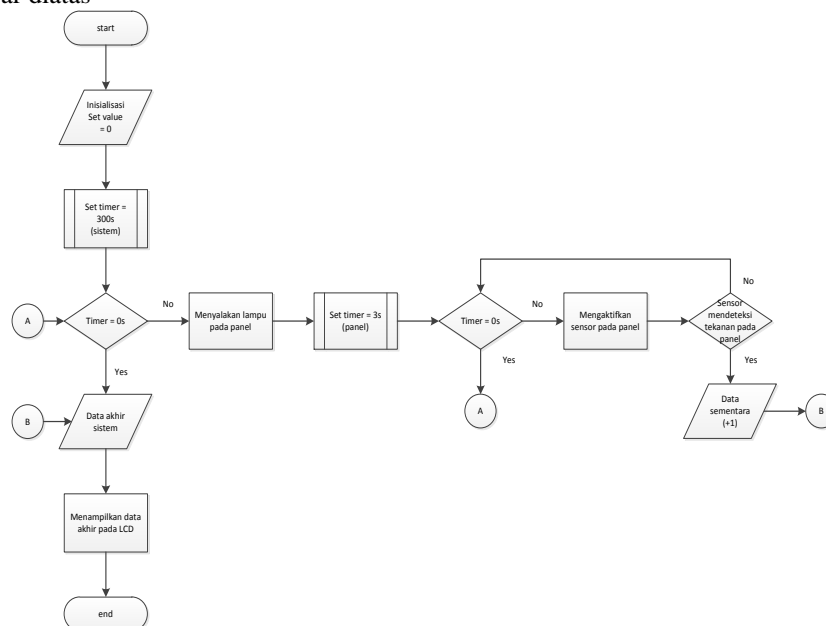 diatas
start
Inisialisasi
Set value
= 0
Set timer =
300s
(sistem)
A
Timer = 0s
No
Menyalakan lampu
pada panel
Set timer = 3s
(panel)
Timer = 0s
No
Mengaktifkan
sensor pada panel
Sensor
mendeteksi
tekanan pada
panel
No
Yes
Yes
Yes
A
Data
sementara
(+1)
B
B
Data akhir
sistem
Menampilkan data
akhir pada LCD
end